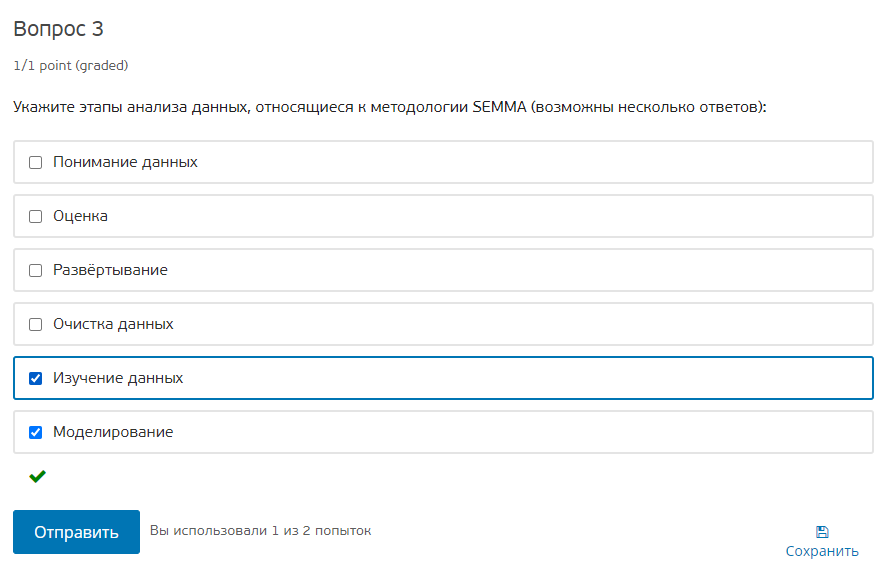 Вопрос 3
1/1 point (graded)
Укажите этапы анализа данных, относящиеся к методологии SEMMA (возможны несколько ответов):
Понимание данных
Оценка
Развёртывание
Очистка данных
Изучение данных
Моделирование
Отправить
Вы использовали 1 из 2 попыток
Сохранить